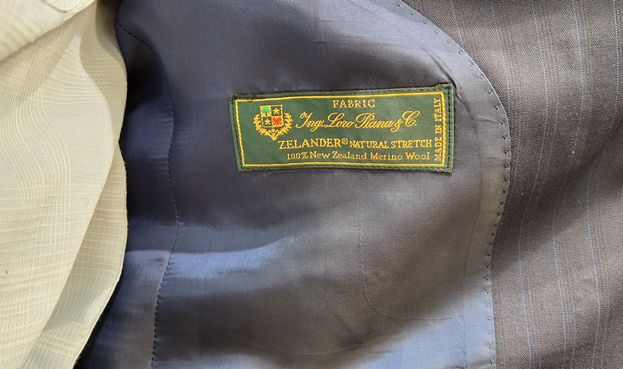 FABRIC
Ing. Loro Piana & C.
ZELANDER® NATURAL STRETCH
100% New Zealand Merino Wool
MADE IN ITALY